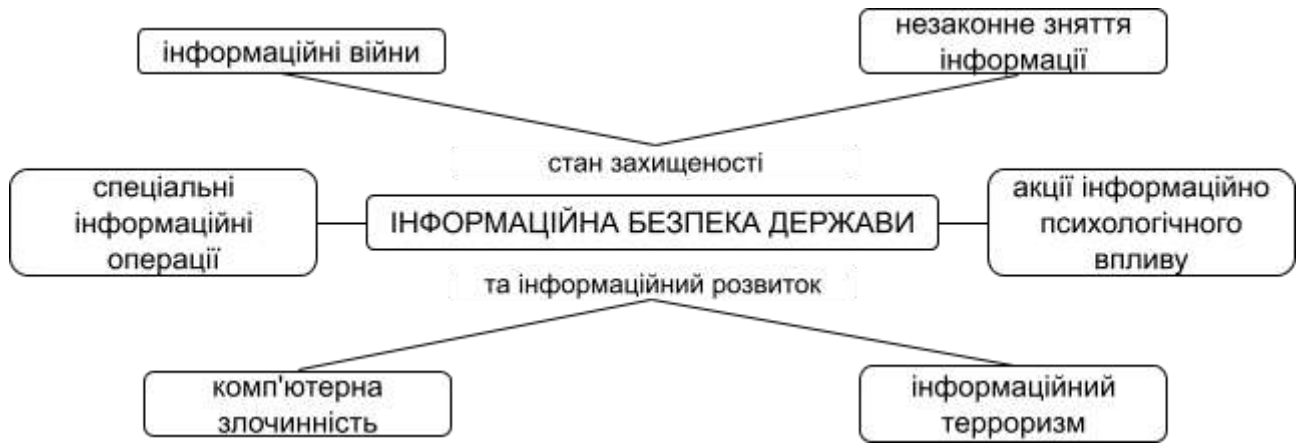 інформаційні війни
незаконне зняття
інформації
стан захищеності
спеціальні
інформаційні
операції
ІНФОРМАЦІЙНА БЕЗПЕКА ДЕРЖАВИ
акції інформаційно
психологічного
впливу
та інформаційний розвиток
комп'ютерна
злочинність
інформаційний
терроризм